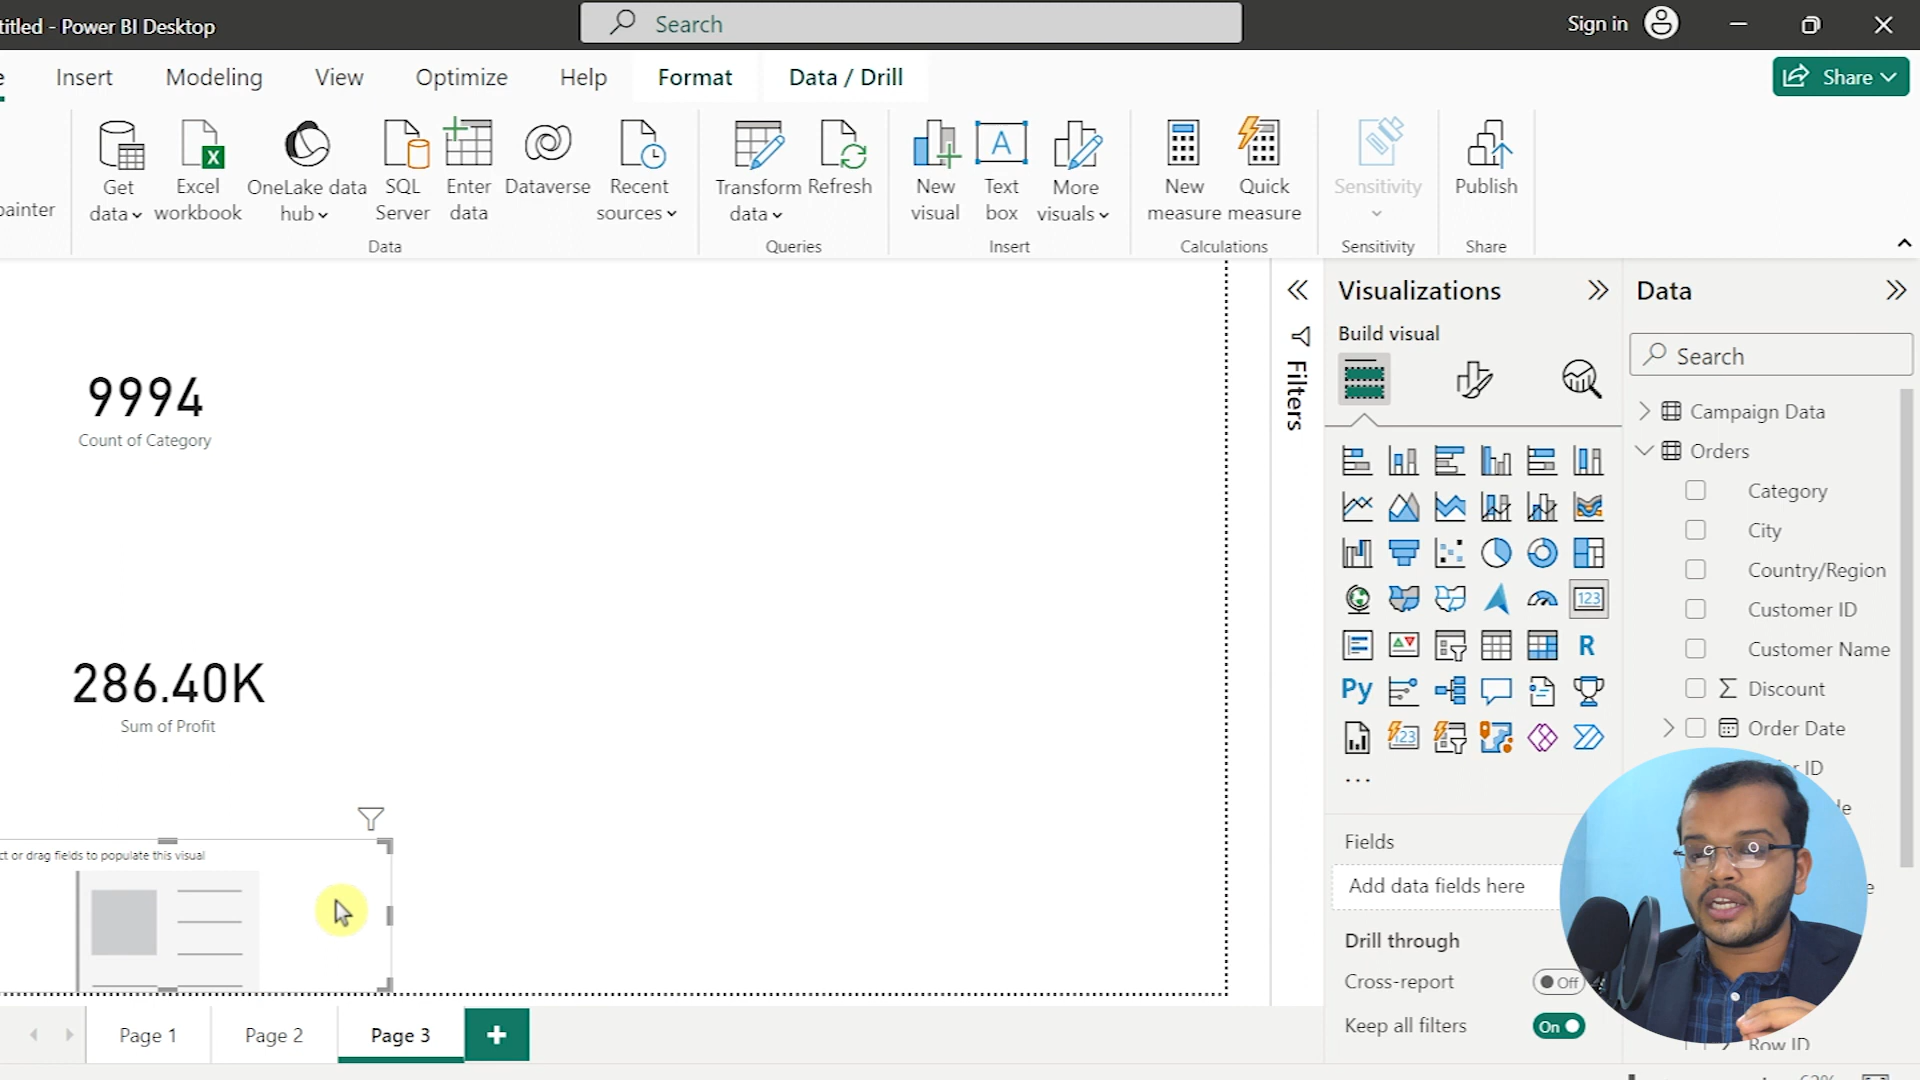 titled - Power BI Desktop
Search
Sign in
Insert
Modeling
View
Optimize
Help
Format
Data / Drill
Share
painter
Get data
Excel workbook
OneLake data hub
SQL Server
Enter data
Dataverse
Recent sources
Data
Transform data
Refresh
Queries
New visual
Text box
More visuals
Insert
New measure
Quick measure
Calculations
Sensitivity
Sensitivity
Publish
Share
9994
Count of Category
286.40K
Sum of Profit
ct or drag fields to populate this visual
Filters
Visualizations
Build visual
123
R
Py
123
...
Fields
Add data fields here
Drill through
Cross-report
Off
Keep all filters
On
Data
Search
Campaign Data
Orders
Category
City
Country/Region
Customer ID
Customer Name
Discount
Order Date
ID
Row ID
Page 1
Page 2
Page 3